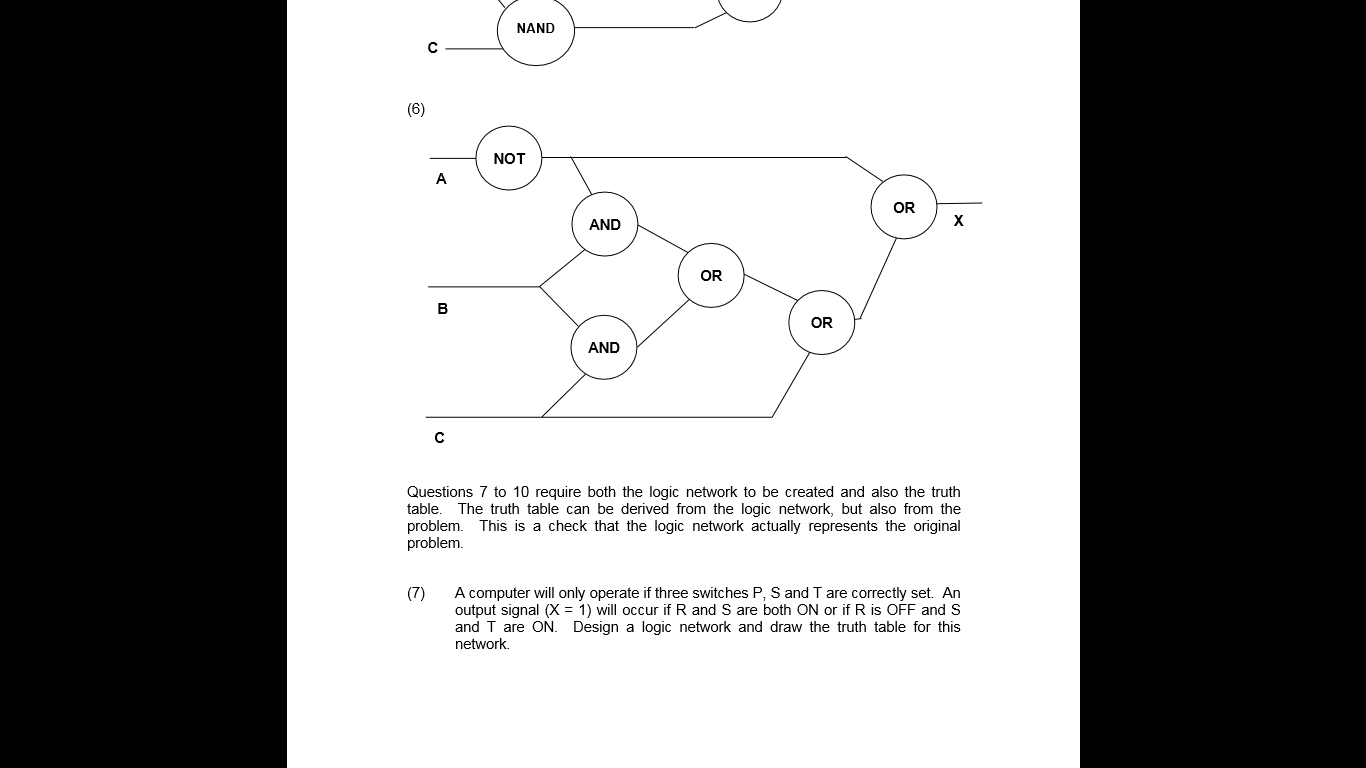 NAND
C
(6)
NOT
A
AND
OR
X
OR
B
OR
AND
C
Questions 7 to 10 require both the logic network to be created and also the truth
table. The truth table can be derived from the logic network, but also from the
problem. This is a check that the logic network actually represents the original
problem.
(7) A computer will only operate if three switches P, S and T are correctly set. An
output signal (X = 1) will occur if R and S are both ON or if R is OFF and S
and T are ON. Design a logic network and draw the truth table for this
network.